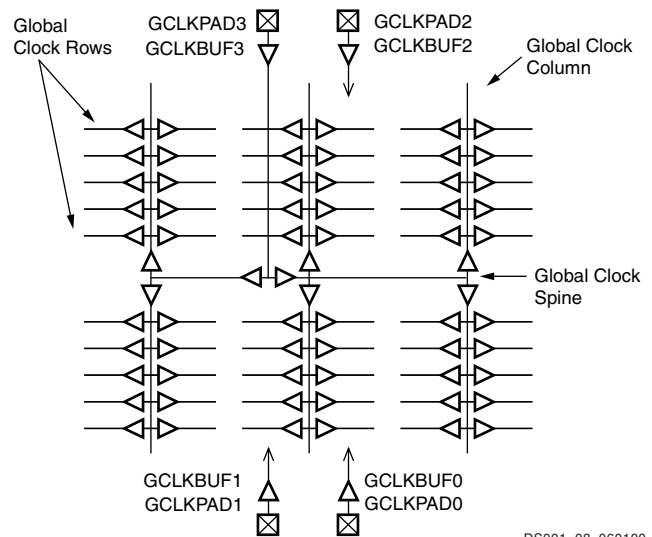 Global
Clock Rows
GCLKPAD3
GCLKBUF3
GCLKPAD2
GCLKBUF2
Global Clock
Column
Global Clock
Spine
GCLKBUF1
GCLKPAD1
GCLKBUF0
GCLKPAD0